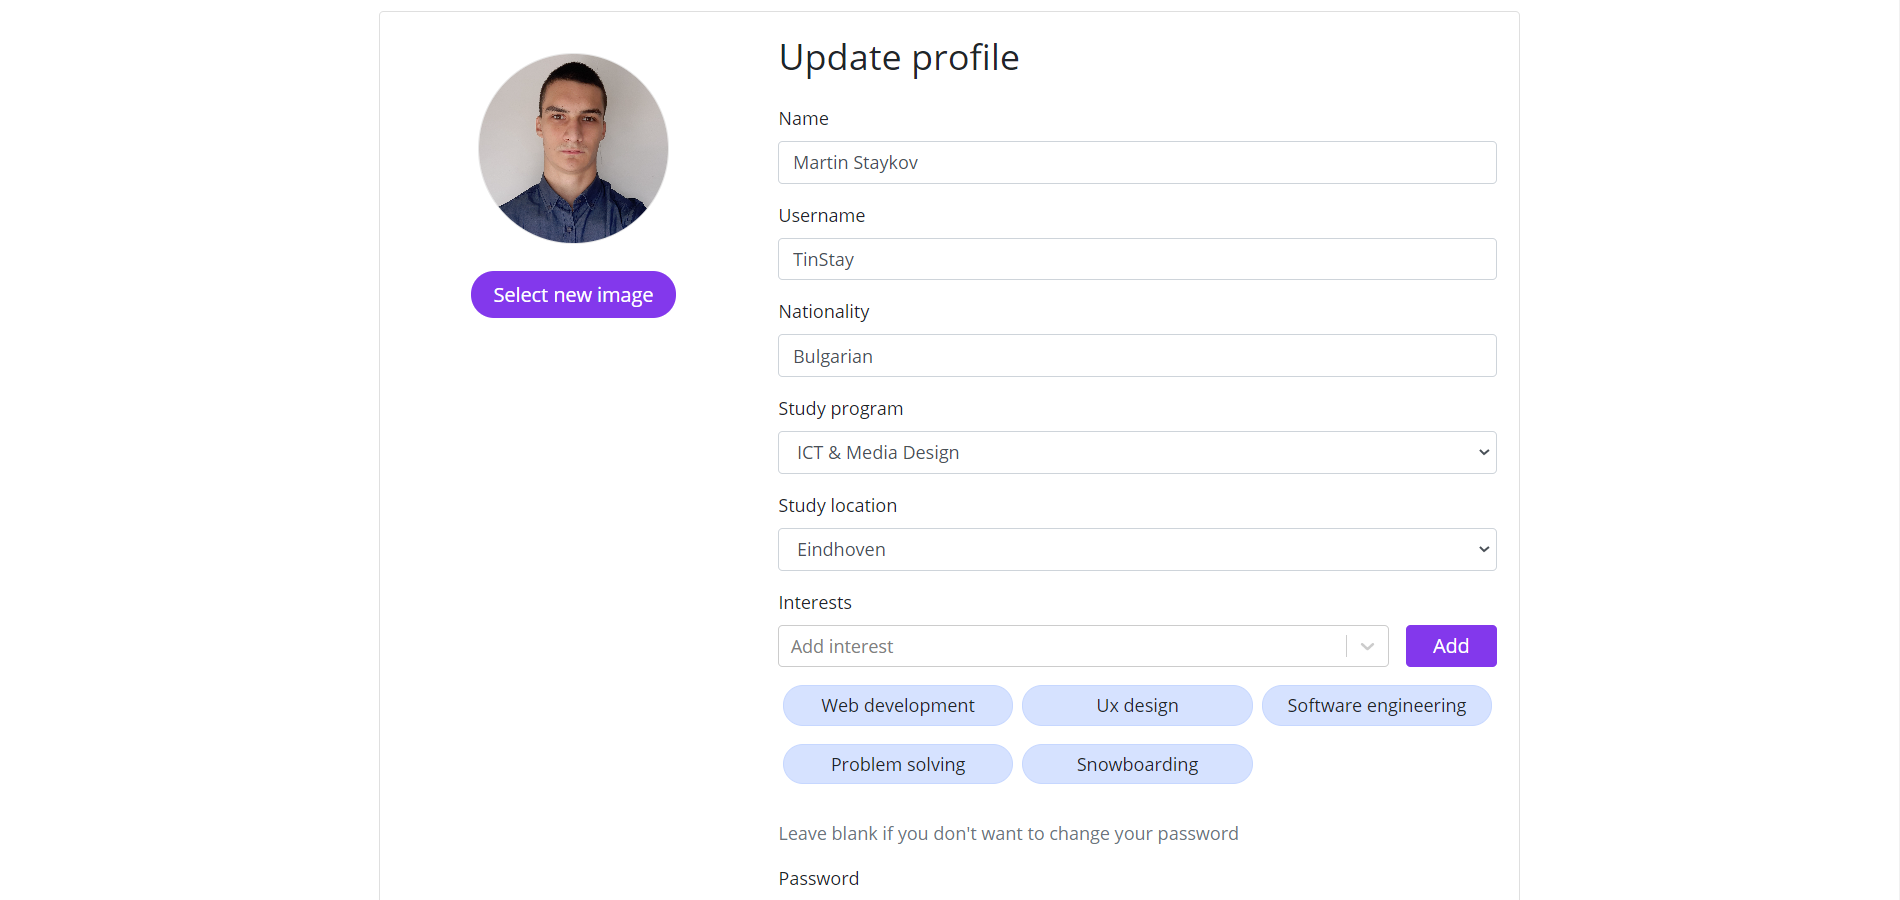 Update profile
Name
Martin Staykov
Username
TinStay
Select new image
Nationality
Bulgarian
Study program
ICT & Media Design
Study location
Eindhoven
Interests
Add interest
Add
Web development
Ux design
Software engineering
Problem solving
Snowboarding
Leave blank if you don't want to change your password
Password